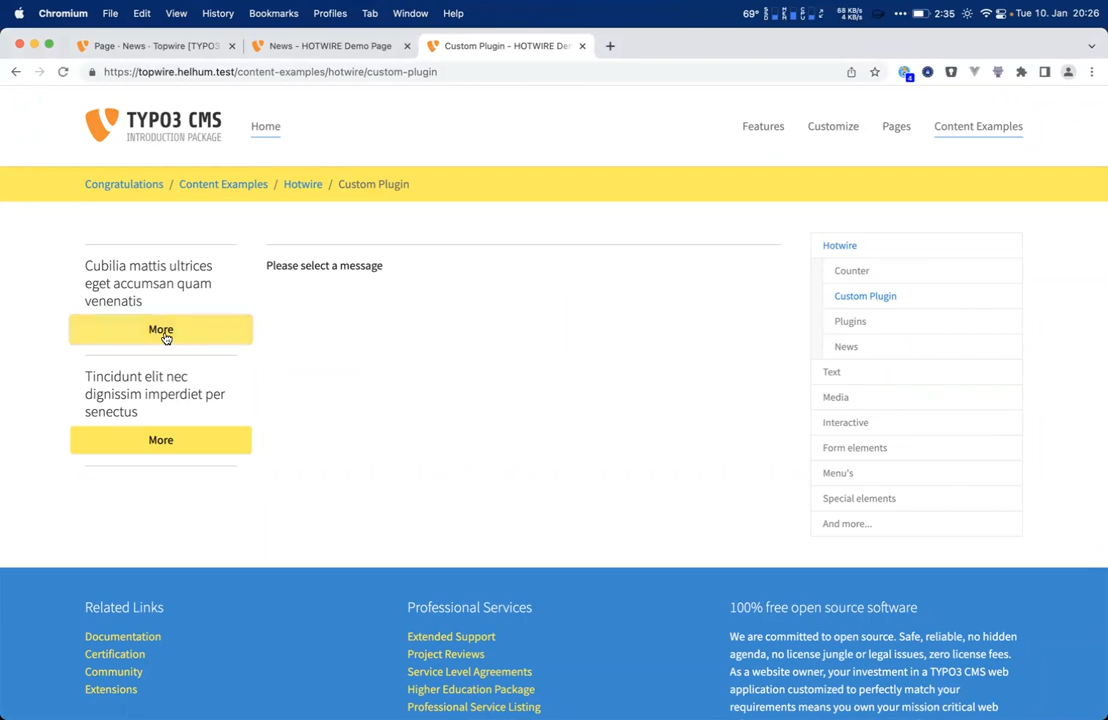 Chromium File Edit View History Bookmarks Profiles Tab Window Help 69° 68 KB/s 4 KB/s 2:35 Tue 10. Jan 20:26
Page · News · Topwire [TYPO3 News - HOTWIRE Demo Page Custom Plugin - HOTWIRE De
https://topwire.helhum.test/content-examples/hotwire/custom-plugin 4
TYPO3 CMS
INTRODUCTION PACKAGE
Home Features Customize Pages Content Examples
Congratulations / Content Examples / Hotwire / Custom Plugin
Cubilia mattis ultrices
eget accumsan quam
venenatis
More
Tincidunt elit nec
dignissim imperdiet per
senectus
More
Please select a message
Hotwire
Counter
Custom Plugin
Plugins
News
Text
Media
Interactive
Form elements
Menu's
Special elements
And more...
Related Links
Documentation
Certification
Community
Extensions
Professional Services
Extended Support
Project Reviews
Service Level Agreements
Higher Education Package
Professional Service Listing
100% free open source software
We are committed to open source. Safe, reliable, no hidden
agenda, no license jungle or legal issues, zero license fees.
As a website owner, your investment in a TYPO3 CMS web
application customized to perfectly match your
requirements means you own your mission critical web